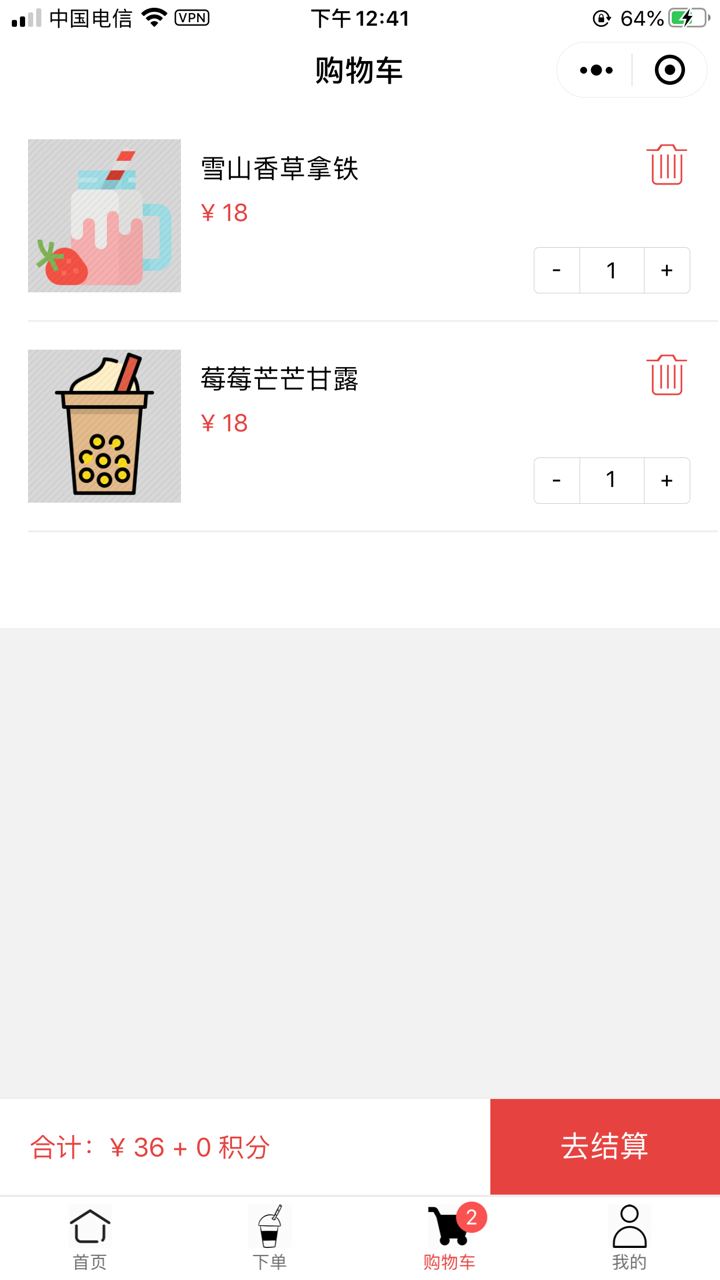 中国电信 VPN 下午 12:41 64%
购物车
雪山香草拿铁
¥ 18
- 1 +
莓莓芒芒甘露
¥ 18
- 1 +
合计：¥ 36 + 0 积分
去结算
2
首页 下单 购物车 我的